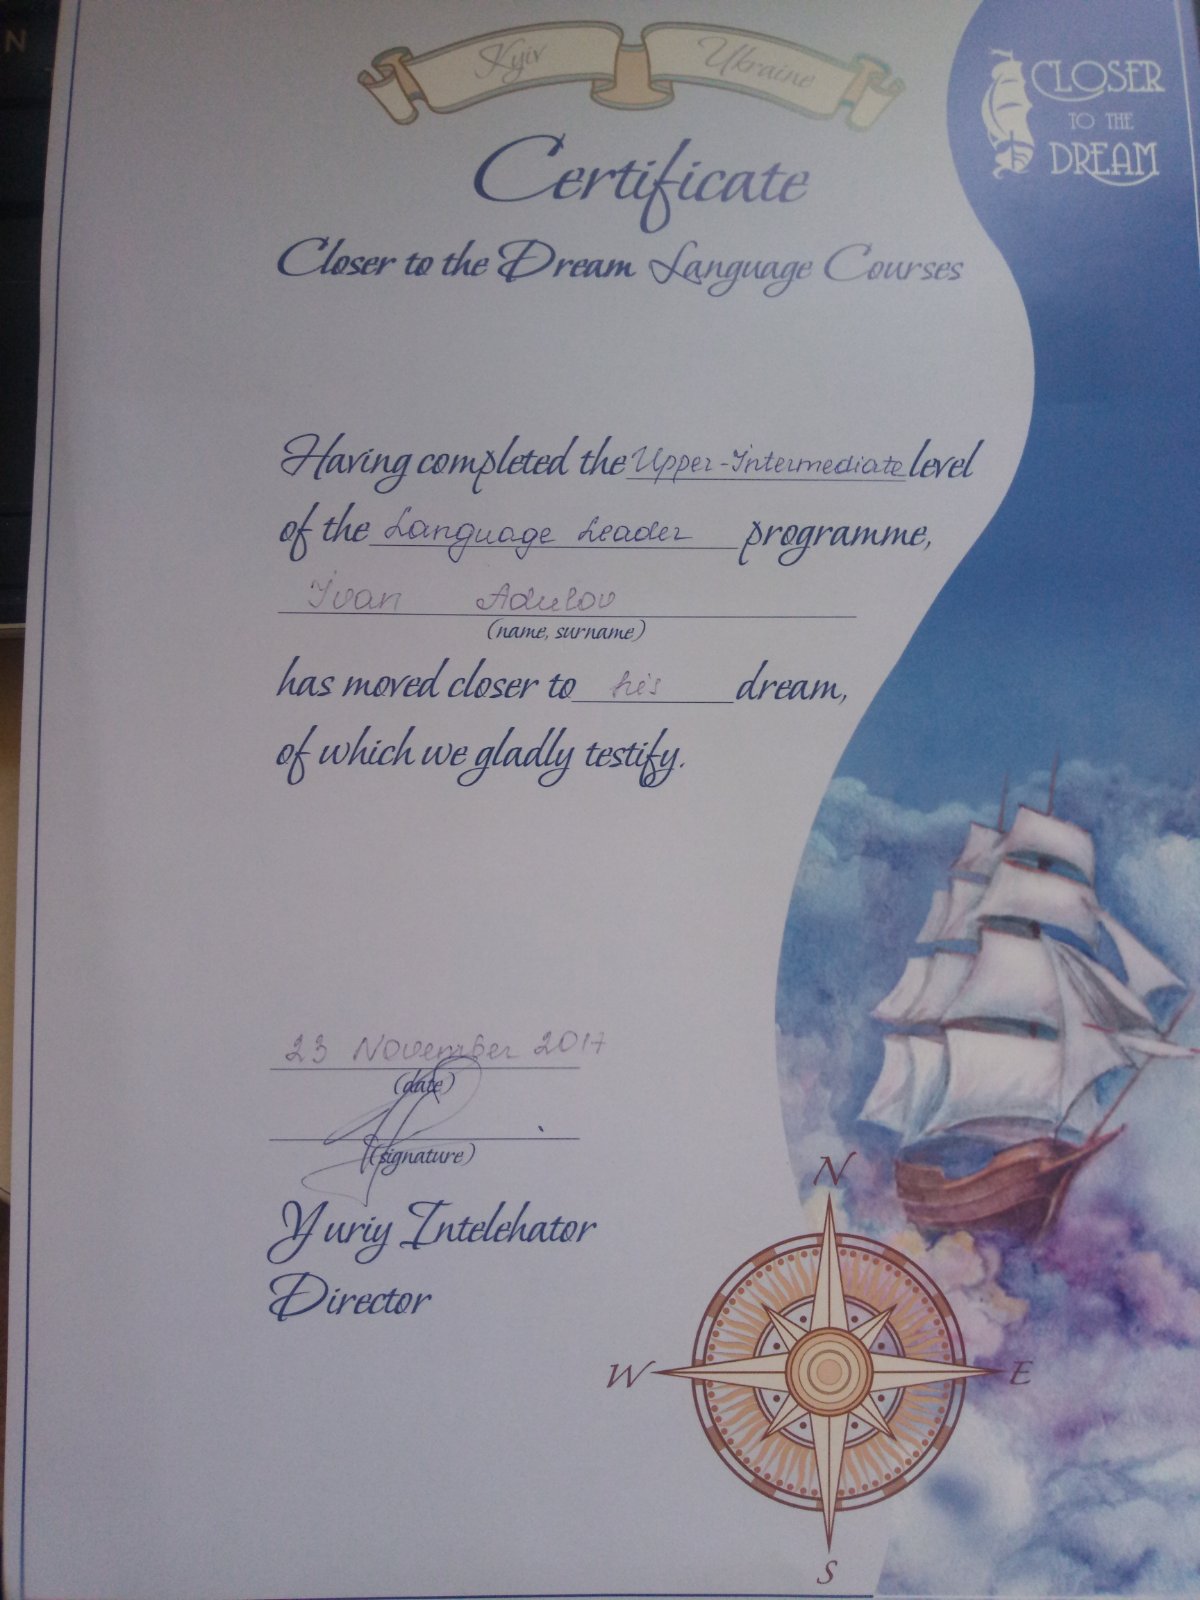 Kyiv Ukraine
CLOSER
TO THE
DREAM
Certificate
Closer to the Dream Language Courses
Having completed the Upper-Intermediate level
of the Language Leader programme,
Ivan Adulov
(name, surname)
has moved closer to his dream,
of which we gladly testify.
23 November 2017
(date)
(signature)
Yuriy Intelehator
Director
N
W E
S